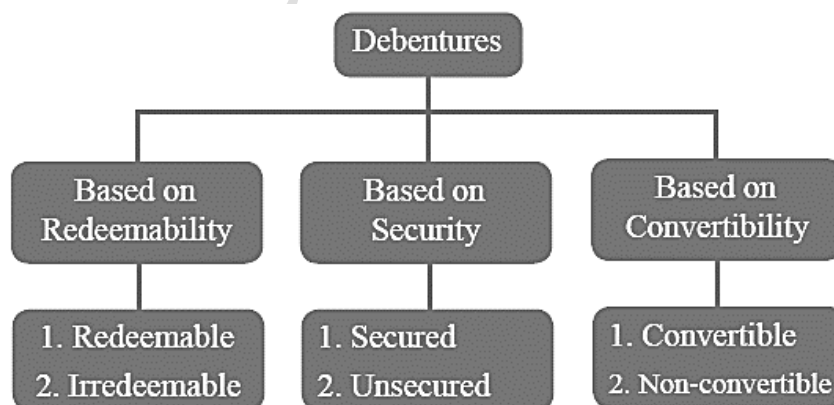 Debentures
Based on
Redeemability
Based on
Security
Based on
Convertibility
1. Redeemable
2. Irredeemable
1. Secured
2. Unsecured
1. Convertible
2. Non-convertible